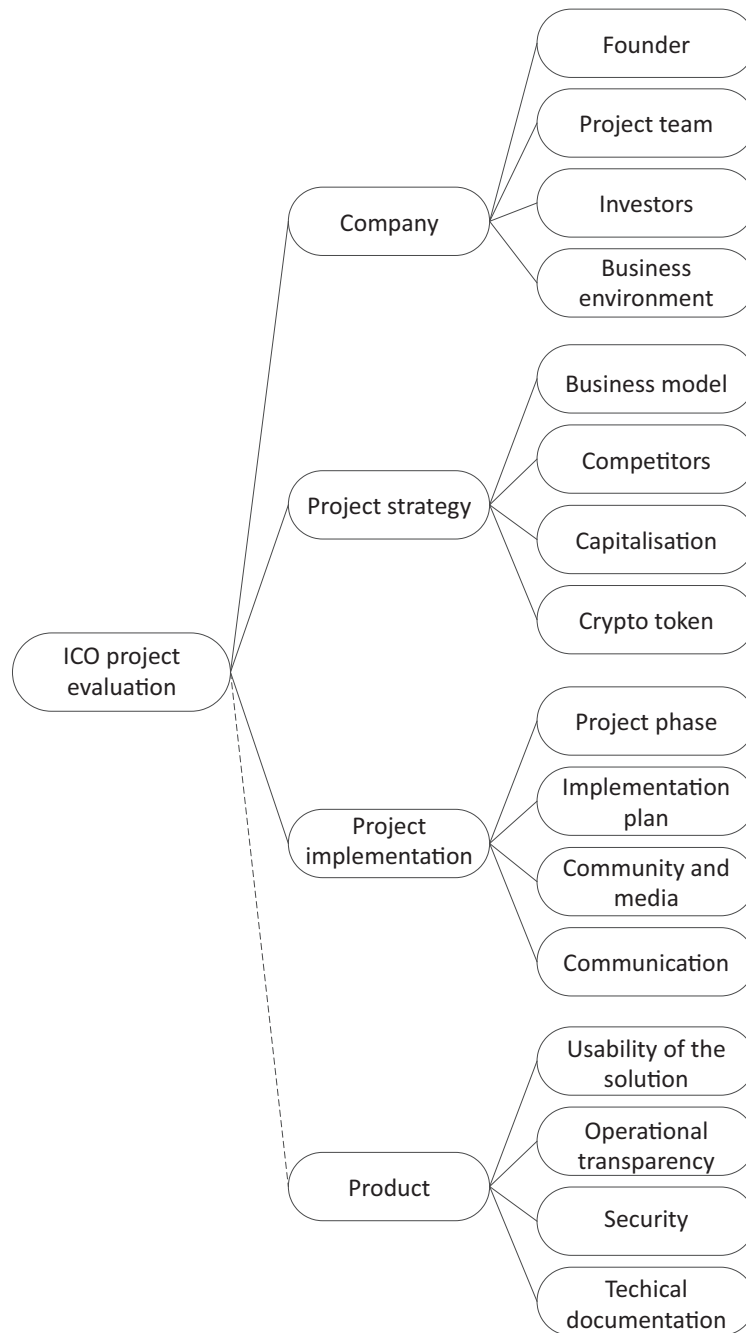 Founder
Project team
Company
Investors
Business
environment
Business model
Competitors
Project strategy
Capitalisation
Crypto token
ICO project
evaluation
Project phase
Implementation
plan
Project
implementation
Community and
media
Communication
Usability of the
solution
Operational
transparency
Product
Security
Techical
documentation